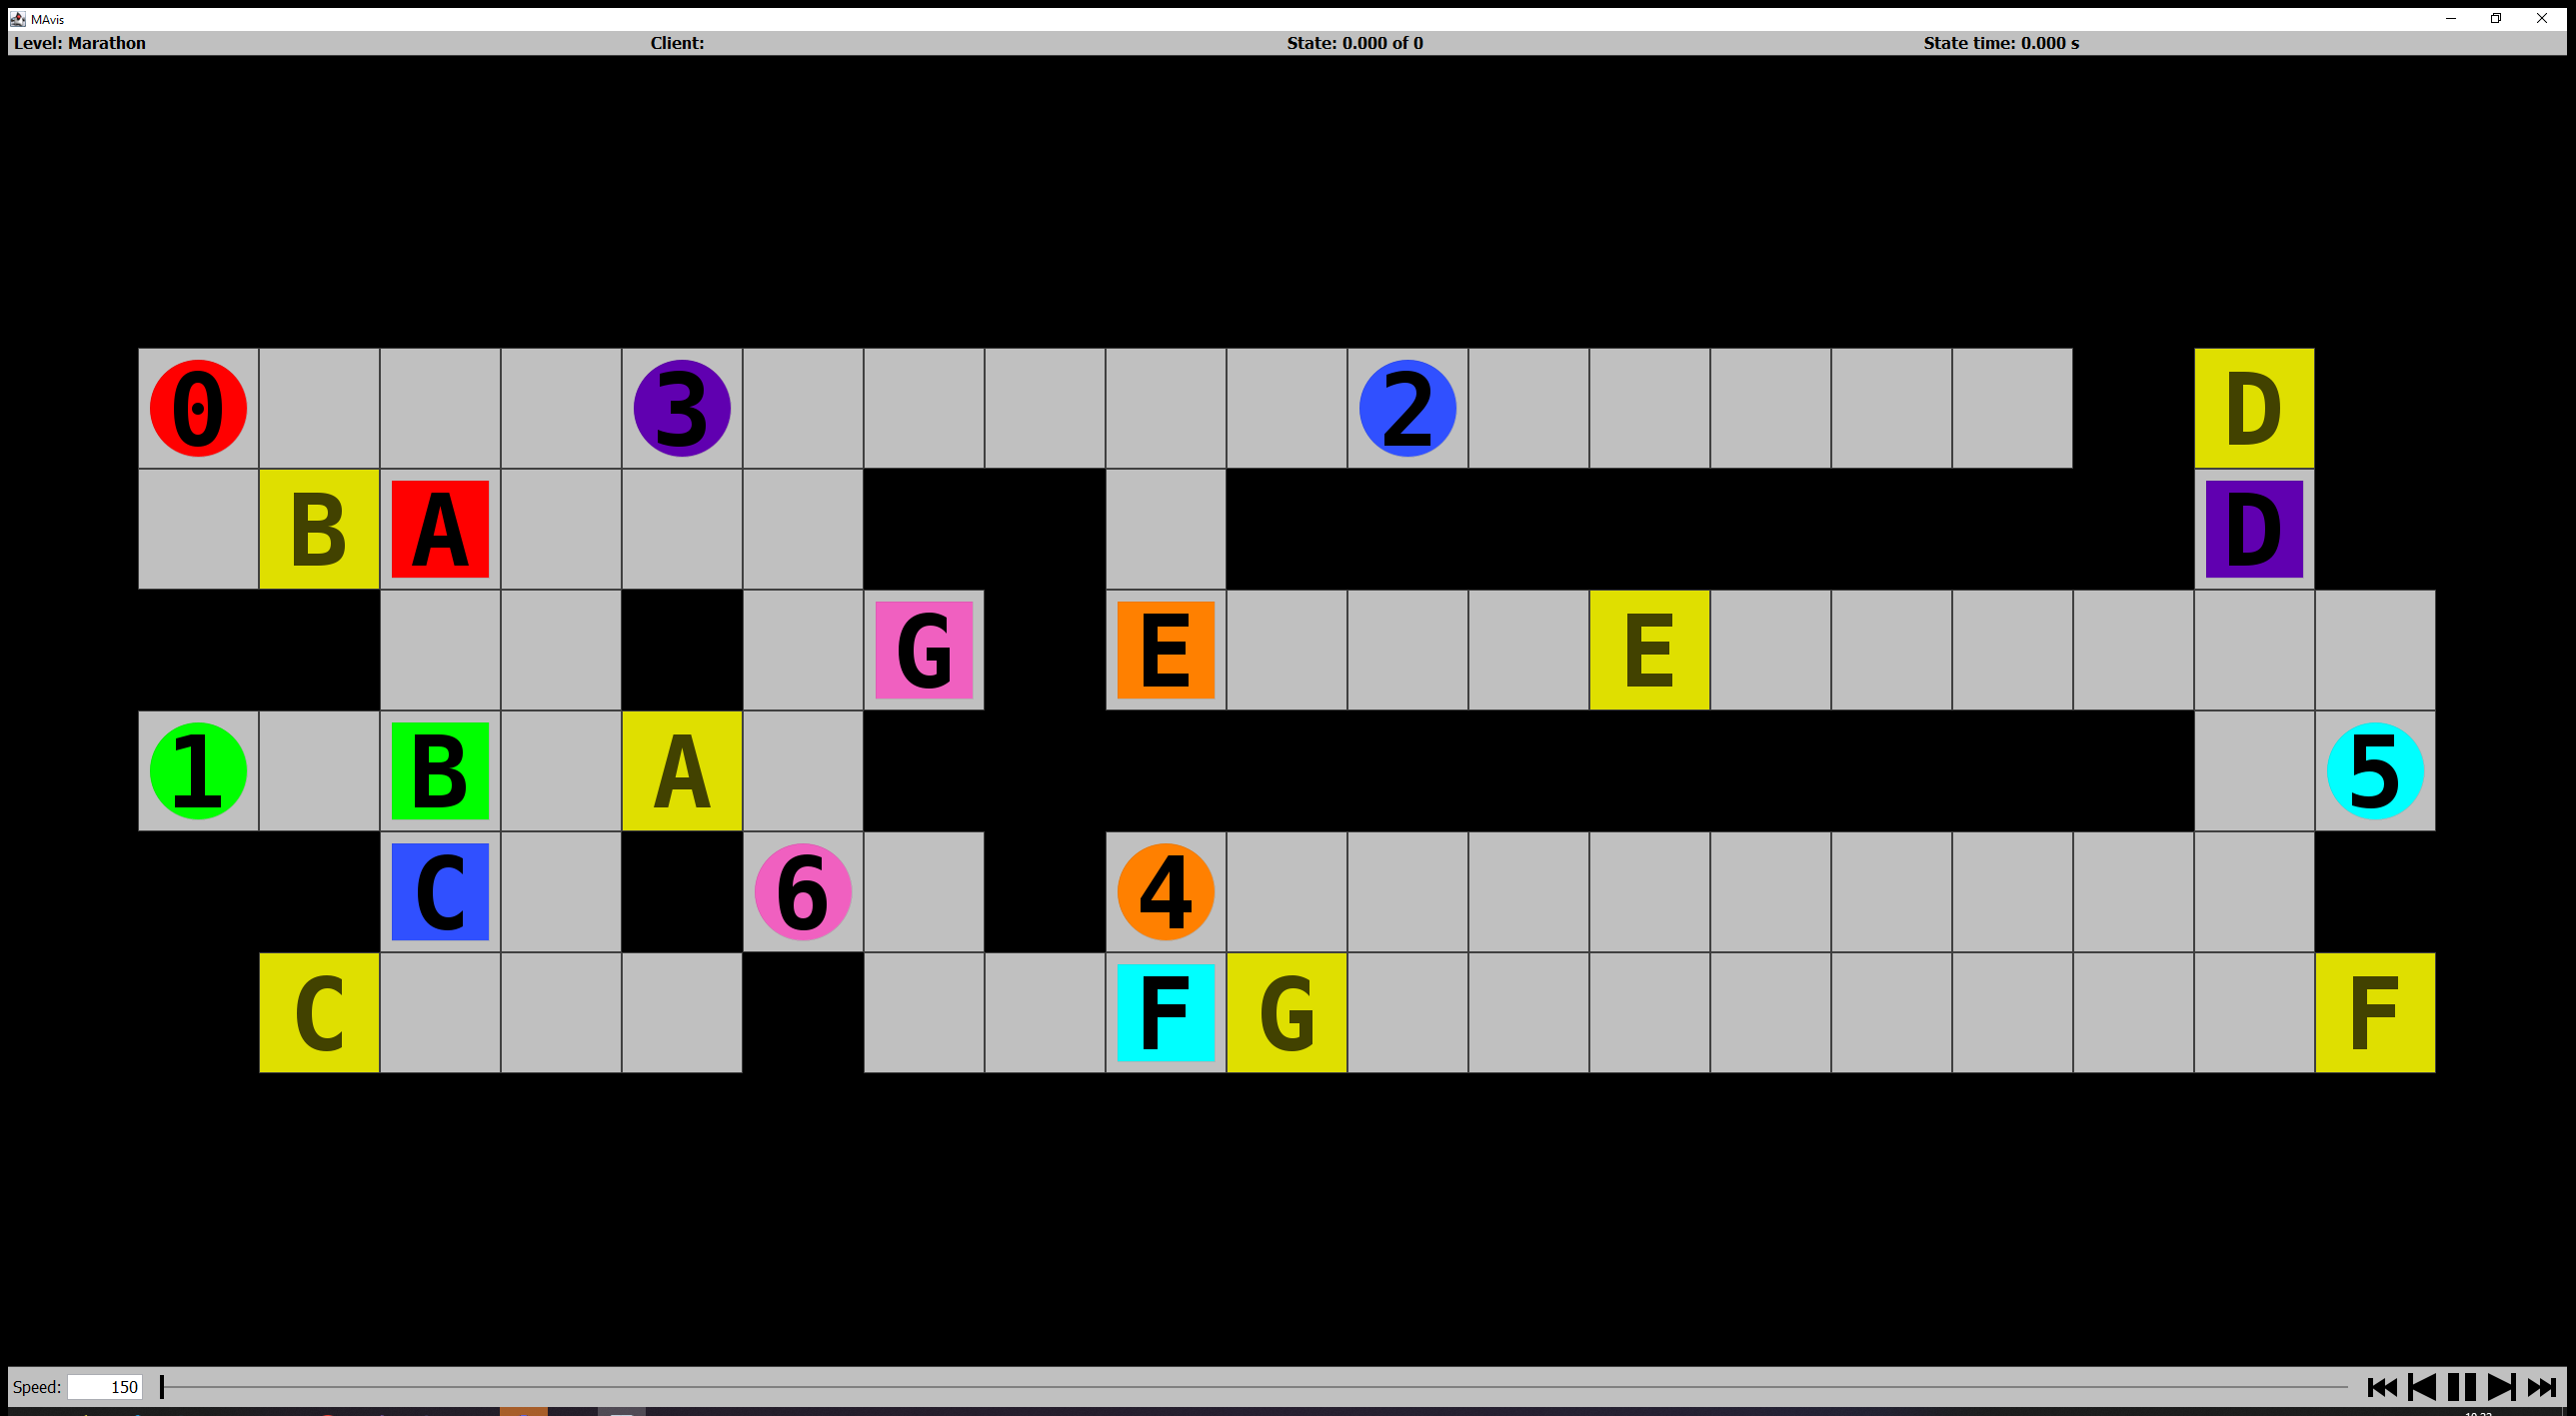 MAvis
Level: Marathon Client: State: 0.000 of 0 State time: 0.000 s
0 3 2 D
B A D
G E E
1 B A 5
C 6 4
C F G F
Speed: 150